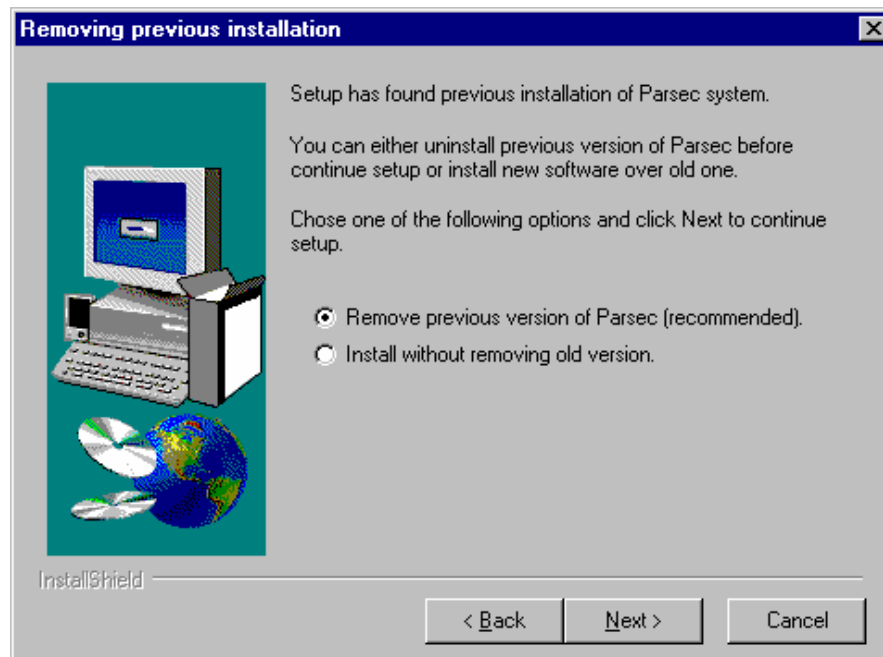 Removing previous installation
Setup has found previous installation of Parsec system.
You can either uninstall previous version of Parsec before
continue setup or install new software over old one.
Chose one of the following options and click Next to continue
setup.
Remove previous version of Parsec (recommended).
Install without removing old version.
InstallShield
< Back
Next >
Cancel